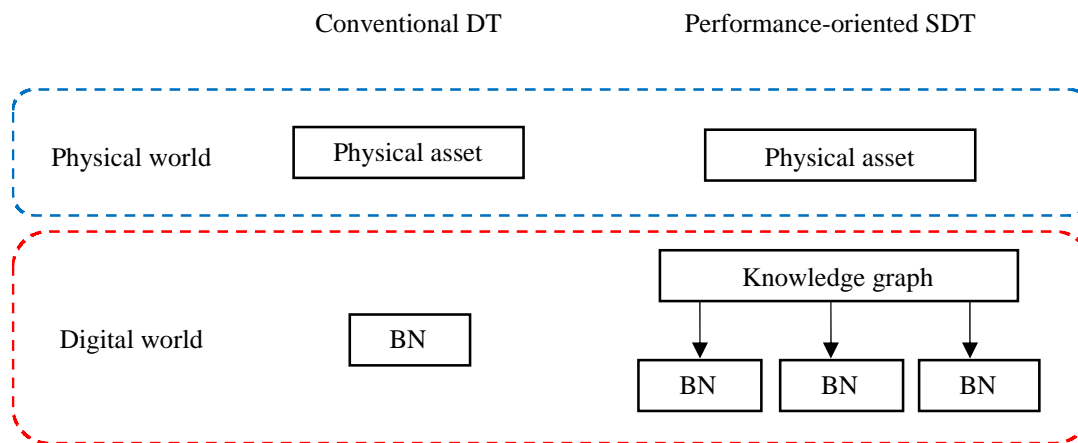 Conventional DT
Performance-oriented SDT
Physical world
Physical asset
Physical asset
Knowledge graph
Digital world
BN
BN
BN
BN